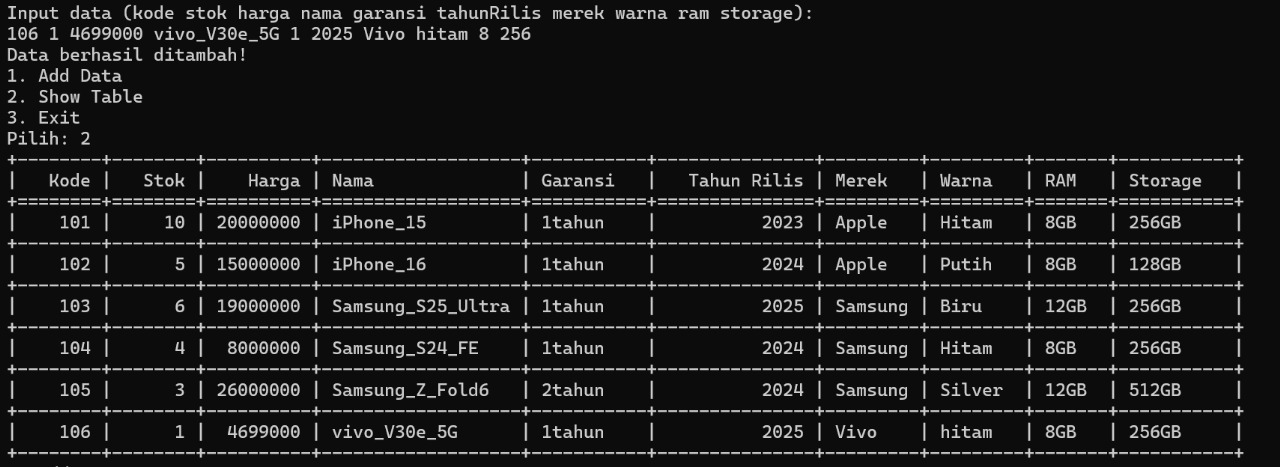 Input data (kode stok harga nama garansi tahunRilis merek warna ram storage):
106 1 4699000 vivo_V30e_5G 1 2025 Vivo hitam 8 256
Data berhasil ditambah!
1. Add Data
2. Show Table
3. Exit
Pilih: 2
+--------+--------+----------+--------------------+-----------+---------------+---------+---------+-------+-----------+
|   Kode |   Stok |    Harga | Nama               | Garansi   |   Tahun Rilis | Merek   | Warna   | RAM   | Storage   |
+========+========+==========+====================+===========+===============+=========+=========+=======+===========+
|    101 |     10 | 20000000 | iPhone_15          | 1tahun    |          2023 | Apple   | Hitam   | 8GB   | 256GB     |
+--------+--------+----------+--------------------+-----------+---------------+---------+---------+-------+-----------+
|    102 |      5 | 15000000 | iPhone_16          | 1tahun    |          2024 | Apple   | Putih   | 8GB   | 128GB     |
+--------+--------+----------+--------------------+-----------+---------------+---------+---------+-------+-----------+
|    103 |      6 | 19000000 | Samsung_S25_Ultra  | 1tahun    |          2025 | Samsung | Biru    | 12GB  | 256GB     |
+--------+--------+----------+--------------------+-----------+---------------+---------+---------+-------+-----------+
|    104 |      4 |  8000000 | Samsung_S24_FE     | 1tahun    |          2024 | Samsung | Hitam   | 8GB   | 256GB     |
+--------+--------+----------+--------------------+-----------+---------------+---------+---------+-------+-----------+
|    105 |      3 | 26000000 | Samsung_Z_Fold6    | 2tahun    |          2024 | Samsung | Silver  | 12GB  | 512GB     |
+--------+--------+----------+--------------------+-----------+---------------+---------+---------+-------+-----------+
|    106 |      1 |  4699000 | vivo_V30e_5G       | 1tahun    |          2025 | Vivo    | hitam   | 8GB   | 256GB     |
+--------+--------+----------+--------------------+-----------+---------------+---------+---------+-------+-----------+